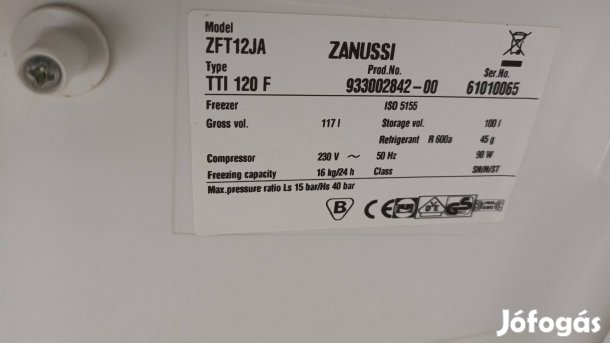 Model
ZFT12JA ZANUSSI
Type Prod.No. Ser.No.
TTI 120 F 933002842-00 61010065
Freezer ISO 5155
Gross vol. 117 l Storage vol. 100 l
Refrigerant R 600a 45 g
Compressor 230 V ~ 50 Hz 90 W
Freezing capacity 16 kg/24 h Class SN/N/ST
Max.pressure ratio Ls 15 bar/Hs 40 bar
B CE GS
Jófogás